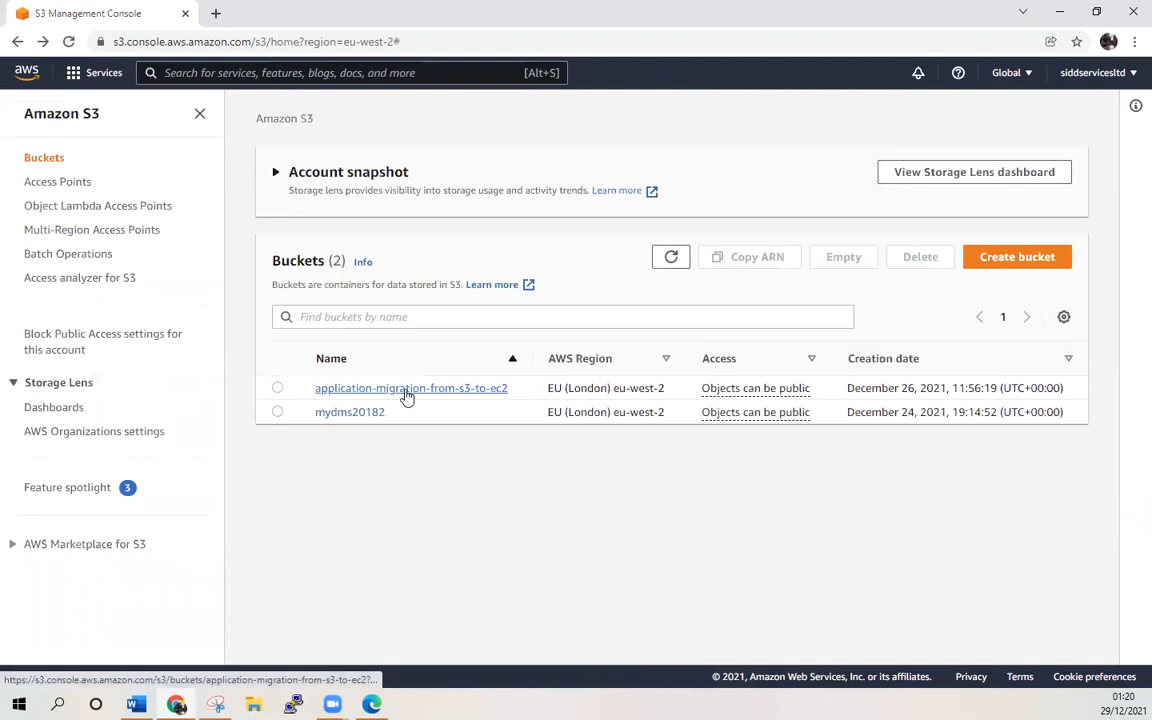 S3 Management Console
s3.console.aws.amazon.com/s3/home?region=eu-west-2#
aws
Services
Search for services, features, blogs, docs, and more
[Alt+S]
Global
siddservicesltd
Amazon S3
Buckets
Access Points
Object Lambda Access Points
Multi-Region Access Points
Batch Operations
Access analyzer for S3
Block Public Access settings for
this account
Storage Lens
Dashboards
AWS Organizations settings
Feature spotlight 3
AWS Marketplace for S3
Amazon S3
Account snapshot
Storage lens provides visibility into storage usage and activity trends. Learn more
View Storage Lens dashboard
Buckets (2) Info
Buckets are containers for data stored in S3. Learn more
Copy ARN
Empty
Delete
Create bucket
Find buckets by name
1
Name AWS Region Access Creation date
application-migration-from-s3-to-ec2 EU (London) eu-west-2 Objects can be public December 26, 2021, 11:56:19 (UTC+00:00)
mydms20182 EU (London) eu-west-2 Objects can be public December 24, 2021, 19:14:52 (UTC+00:00)
https://s3.console.aws.amazon.com/s3/buckets/application-migration-from-s3-to-ec2?...
© 2021, Amazon Web Services, Inc. or its affiliates. Privacy Terms Cookie preferences
01:20
29/12/2021